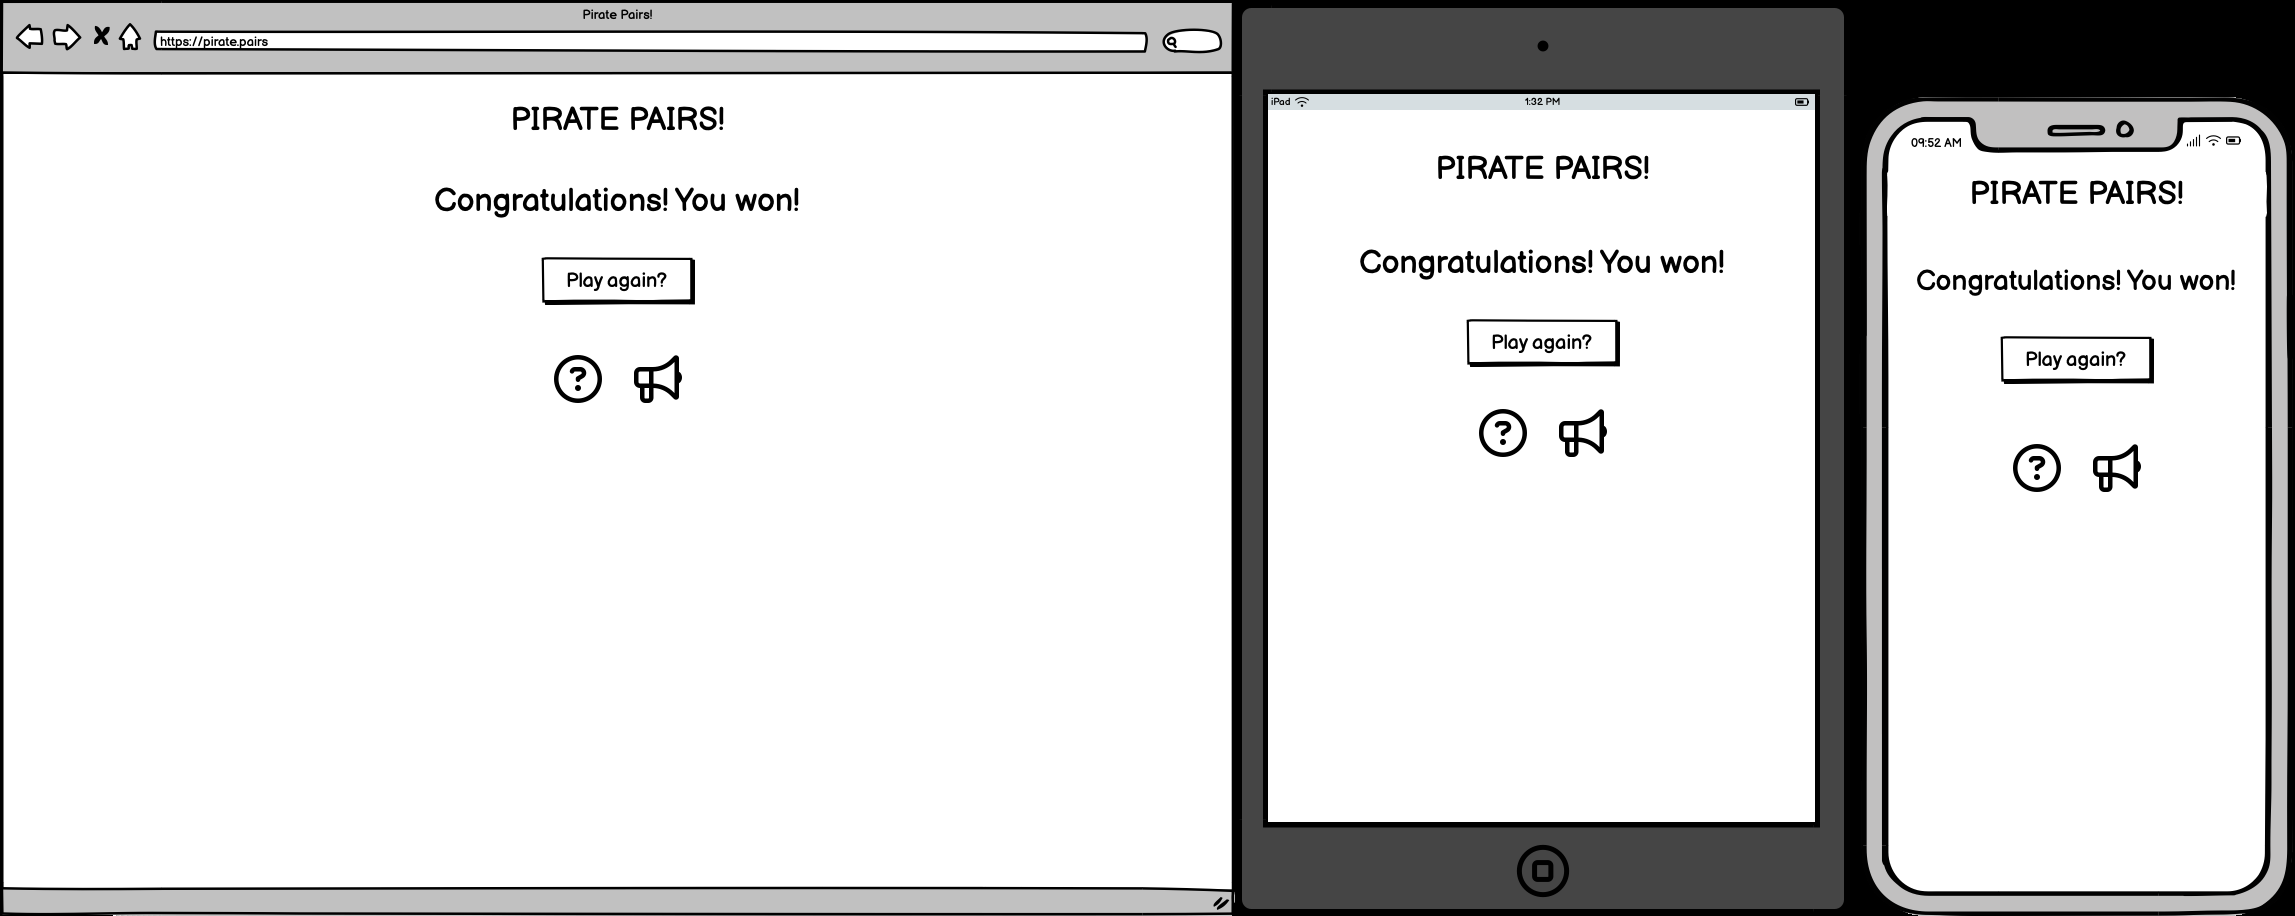 Pirate Pairs!
https://pirate.pairs
PIRATE PAIRS!
Congratulations! You won!
Play again?
?
iPad
1:32 PM
PIRATE PAIRS!
Congratulations! You won!
Play again?
?
09:52 AM
PIRATE PAIRS!
Congratulations! You won!
Play again?
?